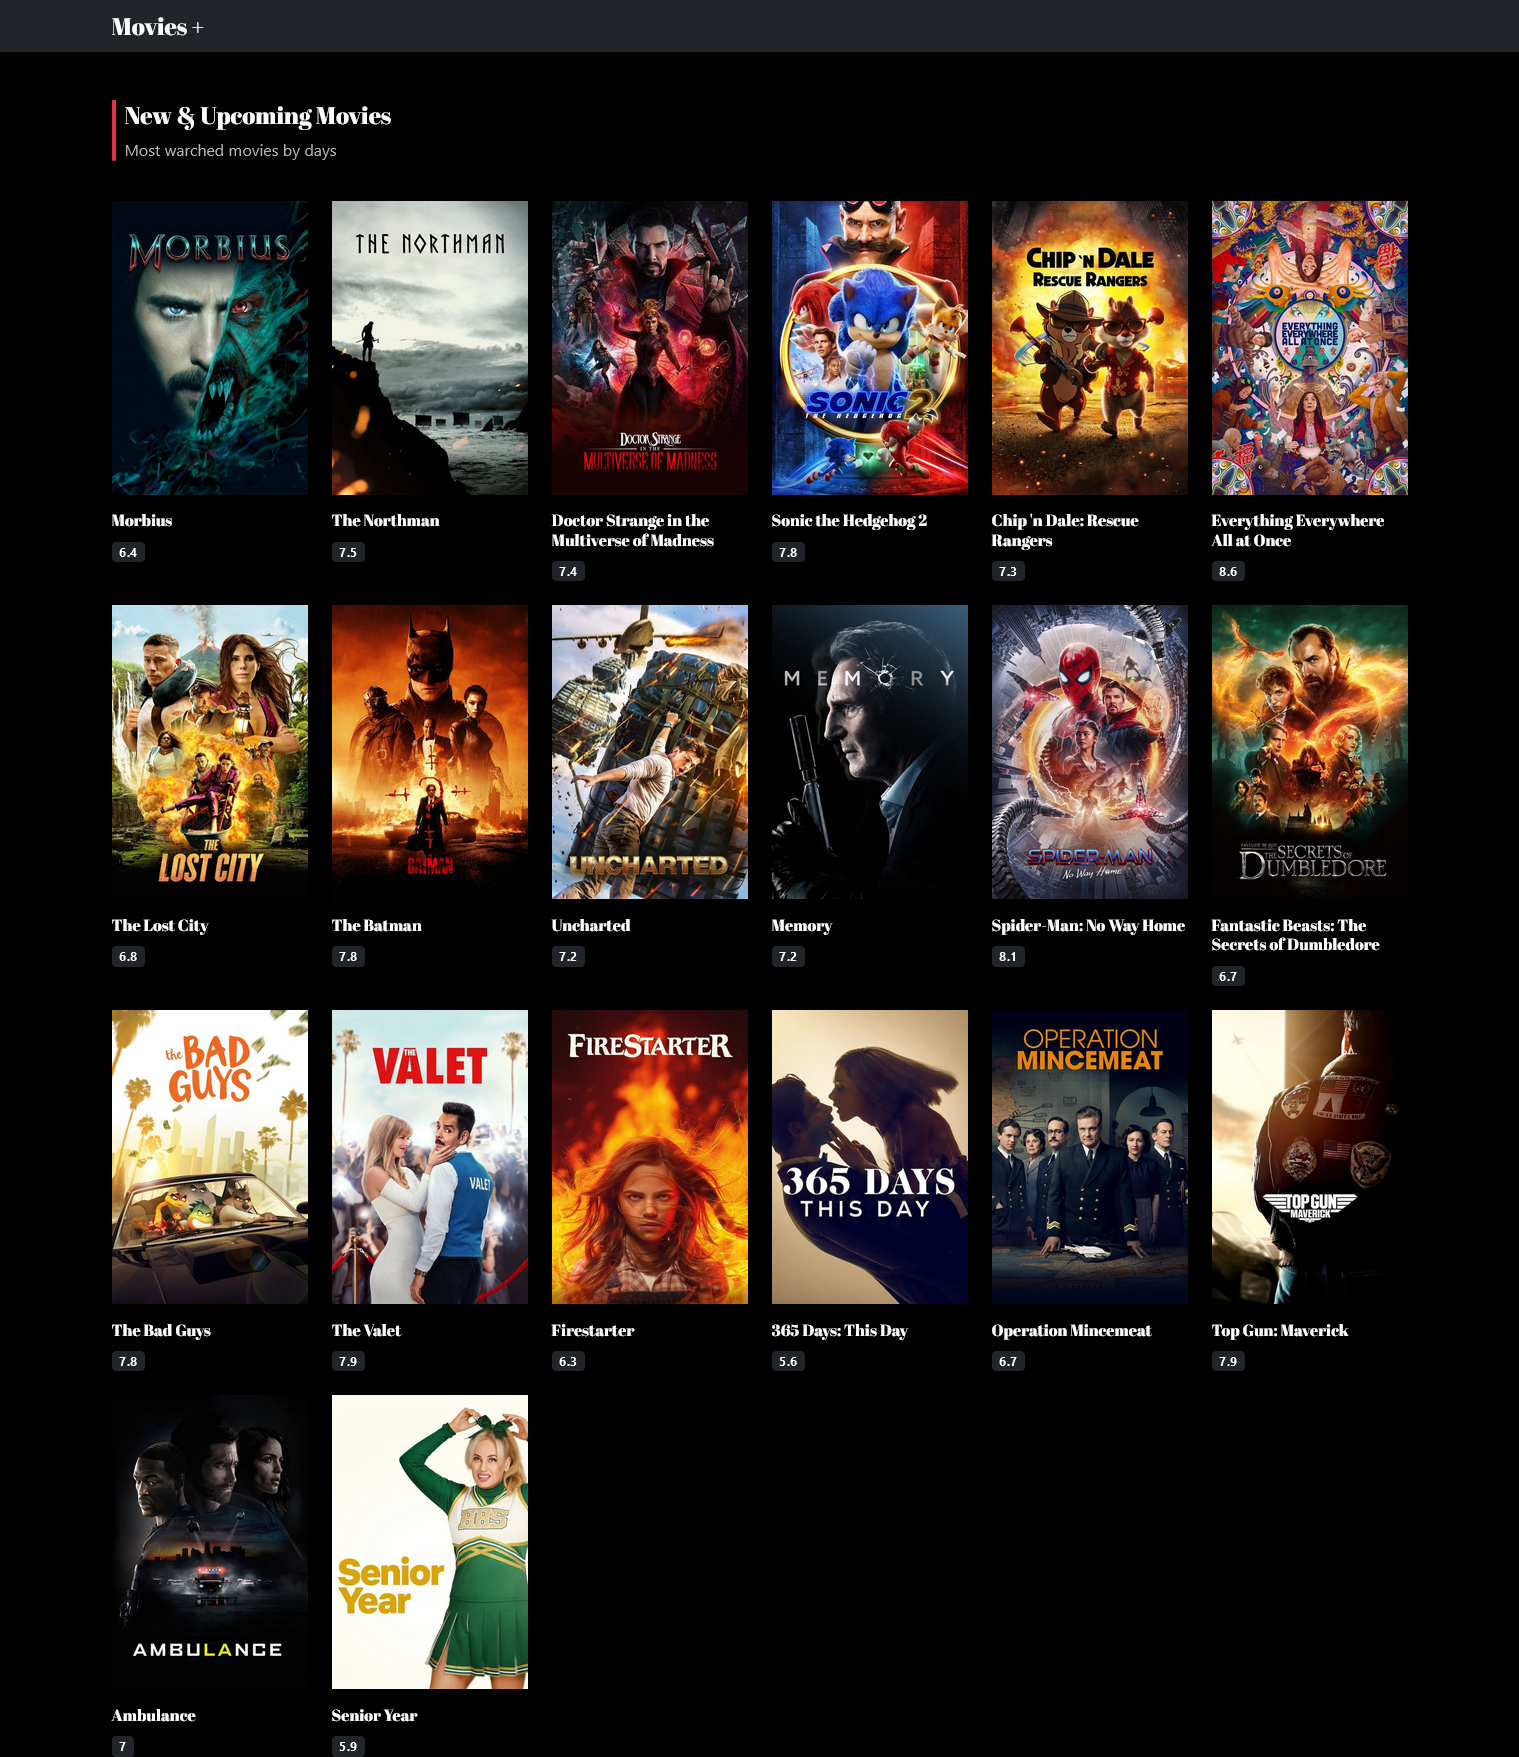 Movies +
New & Upcoming Movies
Most warched movies by days
MORBIUS
THE NORTHMAN
DOCTOR STRANGE
IN THE
MULTIVERSE OF MADNESS
SONIC 2
THE HEDGEHOG
CHIP 'N DALE
RESCUE RANGERS
EVERYTHING
EVERYWHERE
ALL AT ONCE
Morbius
The Northman
Doctor Strange in the
Multiverse of Madness
Sonic the Hedgehog 2
Chip 'n Dale: Rescue
Rangers
Everything Everywhere
All at Once
6.4
7.5
7.4
7.8
7.3
8.6
THE
LOST CITY
THE
BATMAN
UNCHARTED
MEMORY
SPIDER-MAN
No Way Home
FANTASTIC BEASTS
THE SECRETS OF
DUMBLEDORE
The Lost City
The Batman
Uncharted
Memory
Spider-Man: No Way Home
Fantastic Beasts: The
Secrets of Dumbledore
6.8
7.8
7.2
7.2
8.1
6.7
the BAD
GUYS
THE
VALET
VALET
FIRESTARTER
365 DAYS
THIS DAY
OPERATION
MINCEMEAT
UNITED STATES NAVY
TOP GUN
MAVERICK
The Bad Guys
The Valet
Firestarter
365 Days: This Day
Operation Mincemeat
Top Gun: Maverick
7.8
7.9
6.3
5.6
6.7
7.9
AMBULANCE
HBS
Senior
Year
Ambulance
Senior Year
7
5.9